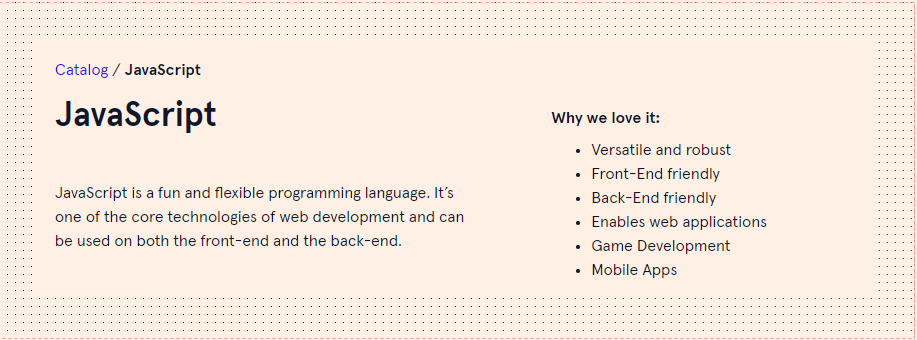 Catalog / JavaScript
JavaScript
JavaScript is a fun and flexible programming language. It’s
one of the core technologies of web development and can
be used on both the front-end and the back-end.
Why we love it:
• Versatile and robust
• Front-End friendly
• Back-End friendly
• Enables web applications
• Game Development
• Mobile Apps